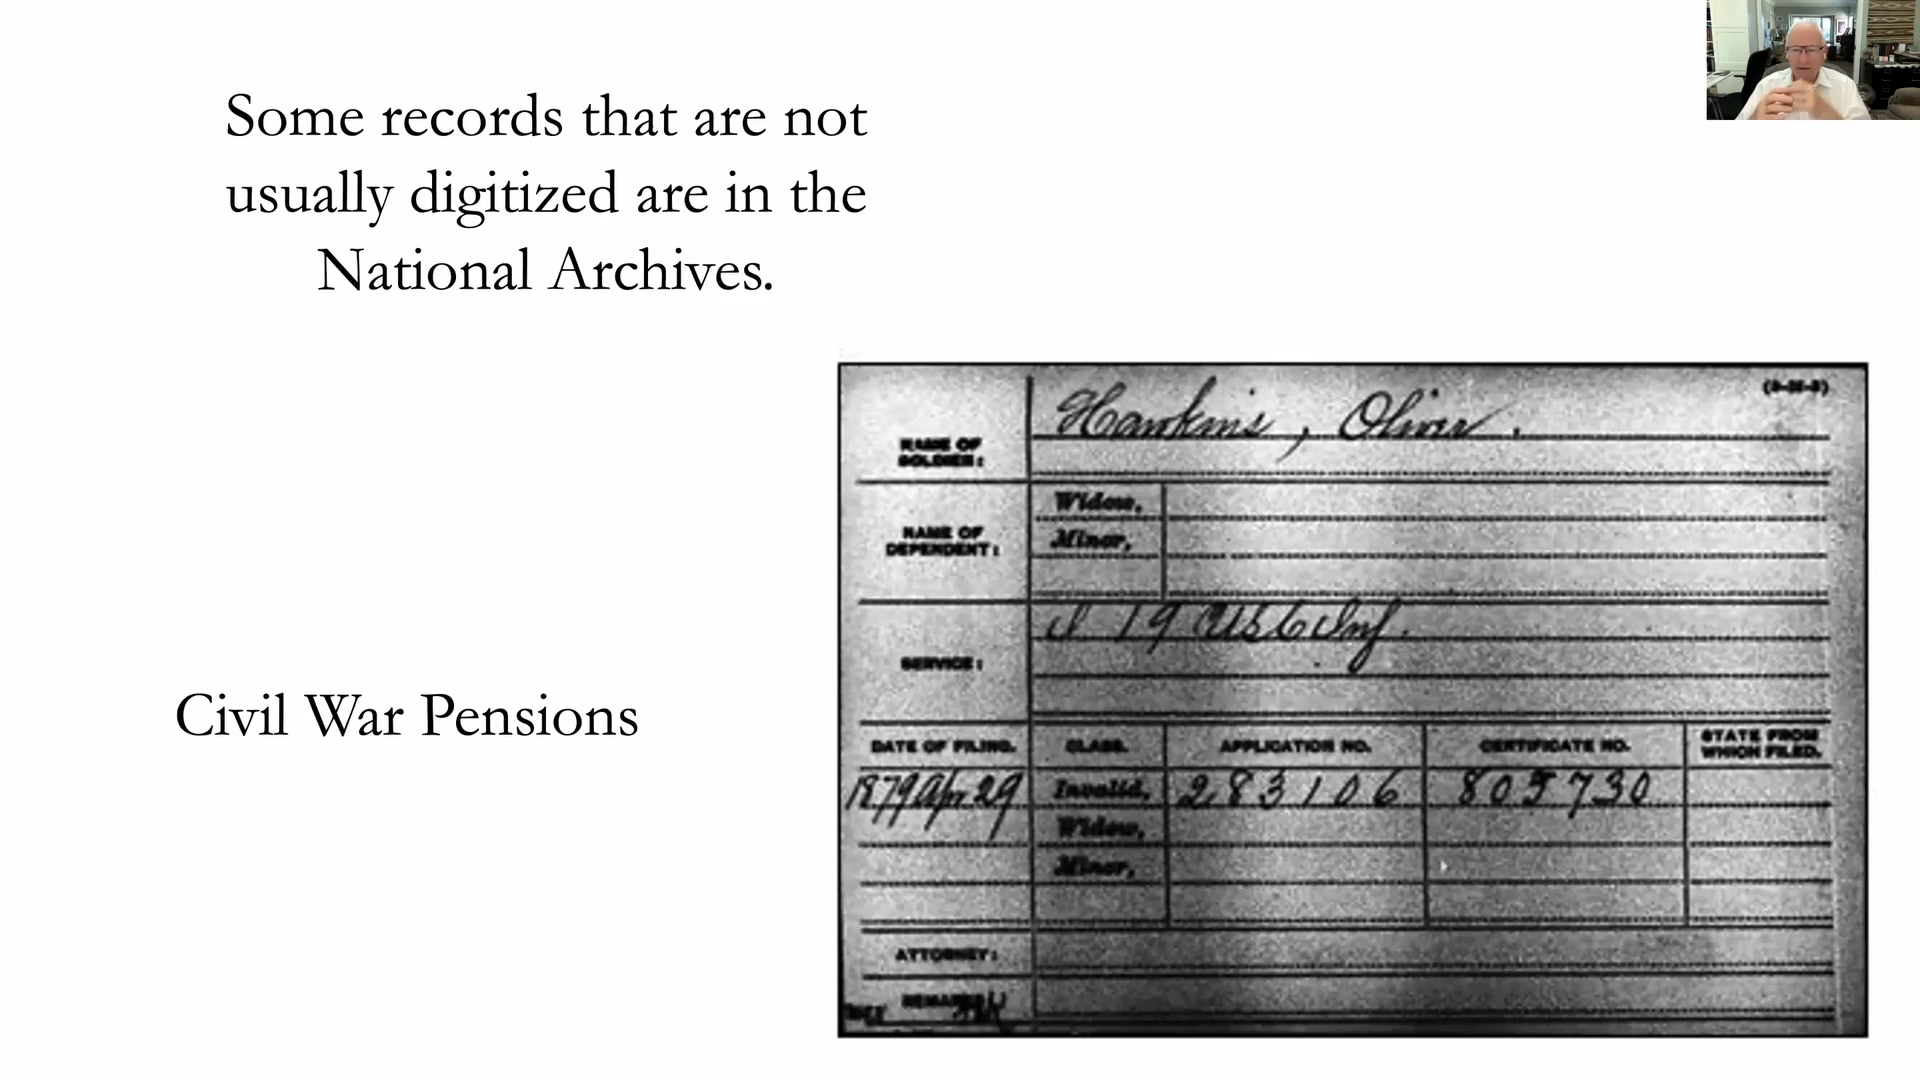 Some records that are not
usually digitized are in the
National Archives.
Civil War Pensions
Hawkins, Oliver.
NAME OF
SOLDIER:
NAME OF
DEPENDENT:
Widow,
Minor,
SERVICE:
I 19 USC Inf.
DATE OF FILING. CLASS. APPLICATION NO. CERTIFICATE NO. STATE FROM
WHICH FILED.
1879 Apr 29 Invalid, 283106 805730
Widow,
Minor,
ATTORNEY:
REMARKS: